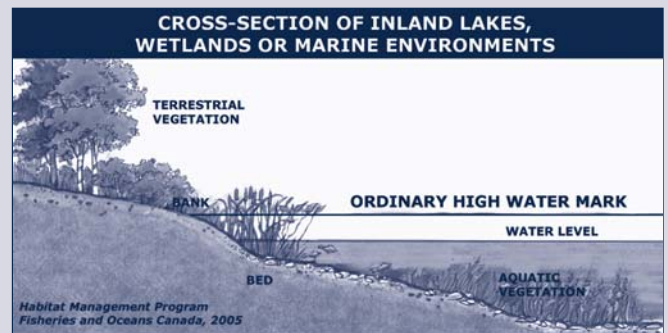 CROSS-SECTION OF INLAND LAKES,
WETLANDS OR MARINE ENVIRONMENTS
TERRESTRIAL
VEGETATION
BANK
ORDINARY HIGH WATER MARK
WATER LEVEL
BED
AQUATIC
VEGETATION
Habitat Management Program
Fisheries and Oceans Canada, 2005